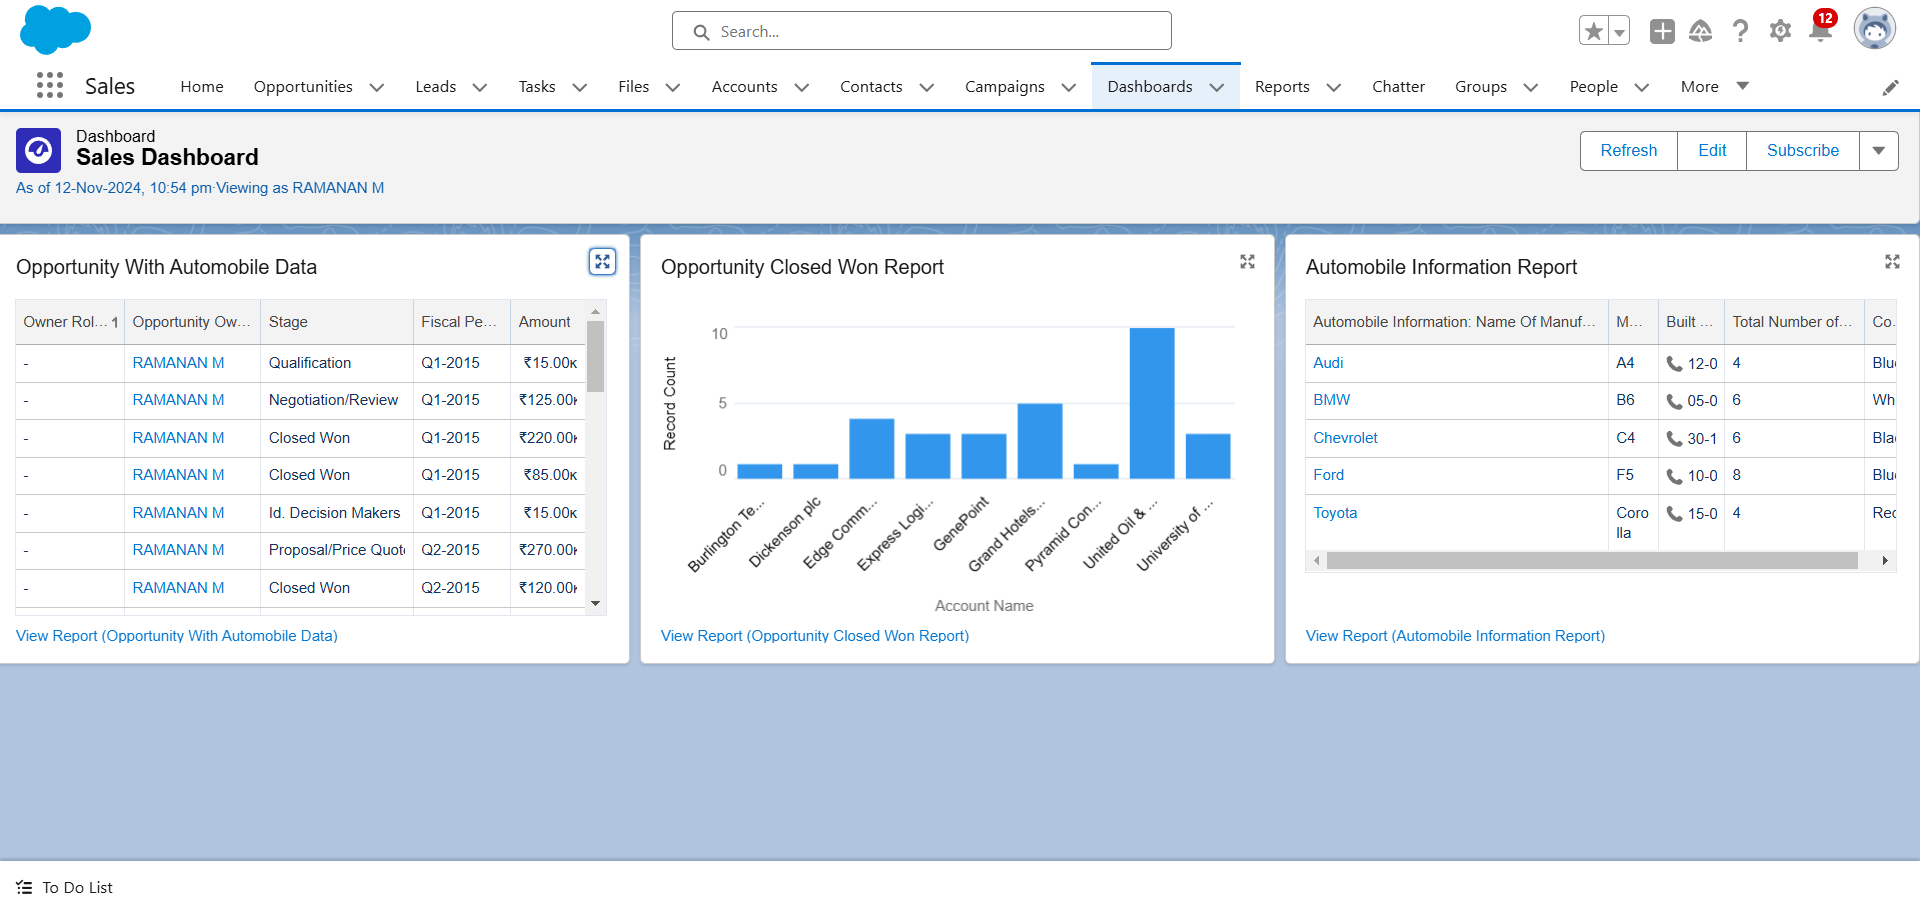 Search...
12
Sales
Home
Opportunities
Leads
Tasks
Files
Accounts
Contacts
Campaigns
Dashboards
Reports
Chatter
Groups
People
More
Dashboard
Sales Dashboard
As of 12-Nov-2024, 10:54 pm·Viewing as RAMANAN M
Refresh
Edit
Subscribe
Opportunity With Automobile Data
Owner Rol... Opportunity Ow... Stage Fiscal Pe... Amount
- RAMANAN M Qualification Q1-2015 ₹15.00K
- RAMANAN M Negotiation/Review Q1-2015 ₹125.00K
- RAMANAN M Closed Won Q1-2015 ₹220.00K
- RAMANAN M Closed Won Q1-2015 ₹85.00K
- RAMANAN M Id. Decision Makers Q1-2015 ₹15.00K
- RAMANAN M Proposal/Price Quote Q2-2015 ₹270.00K
- RAMANAN M Closed Won Q2-2015 ₹120.00K
View Report (Opportunity With Automobile Data)
Opportunity Closed Won Report
Record Count
10
5
0
Burlington Te...
Dickenson plc
Edge Comm...
Express Logi...
GenePoint
Grand Hotels...
Pyramid Con...
United Oil & ...
University of ...
Account Name
View Report (Opportunity Closed Won Report)
Automobile Information Report
Automobile Information: Name Of Manuf... M... Built ... Total Number of... Co.
Audi A4 12-0 4 Blu
BMW B6 05-0 6 Wh
Chevrolet C4 30-1 6 Bla
Ford F5 10-0 8 Blu
Toyota Coro 15-0 4 Red
lla
View Report (Automobile Information Report)
To Do List